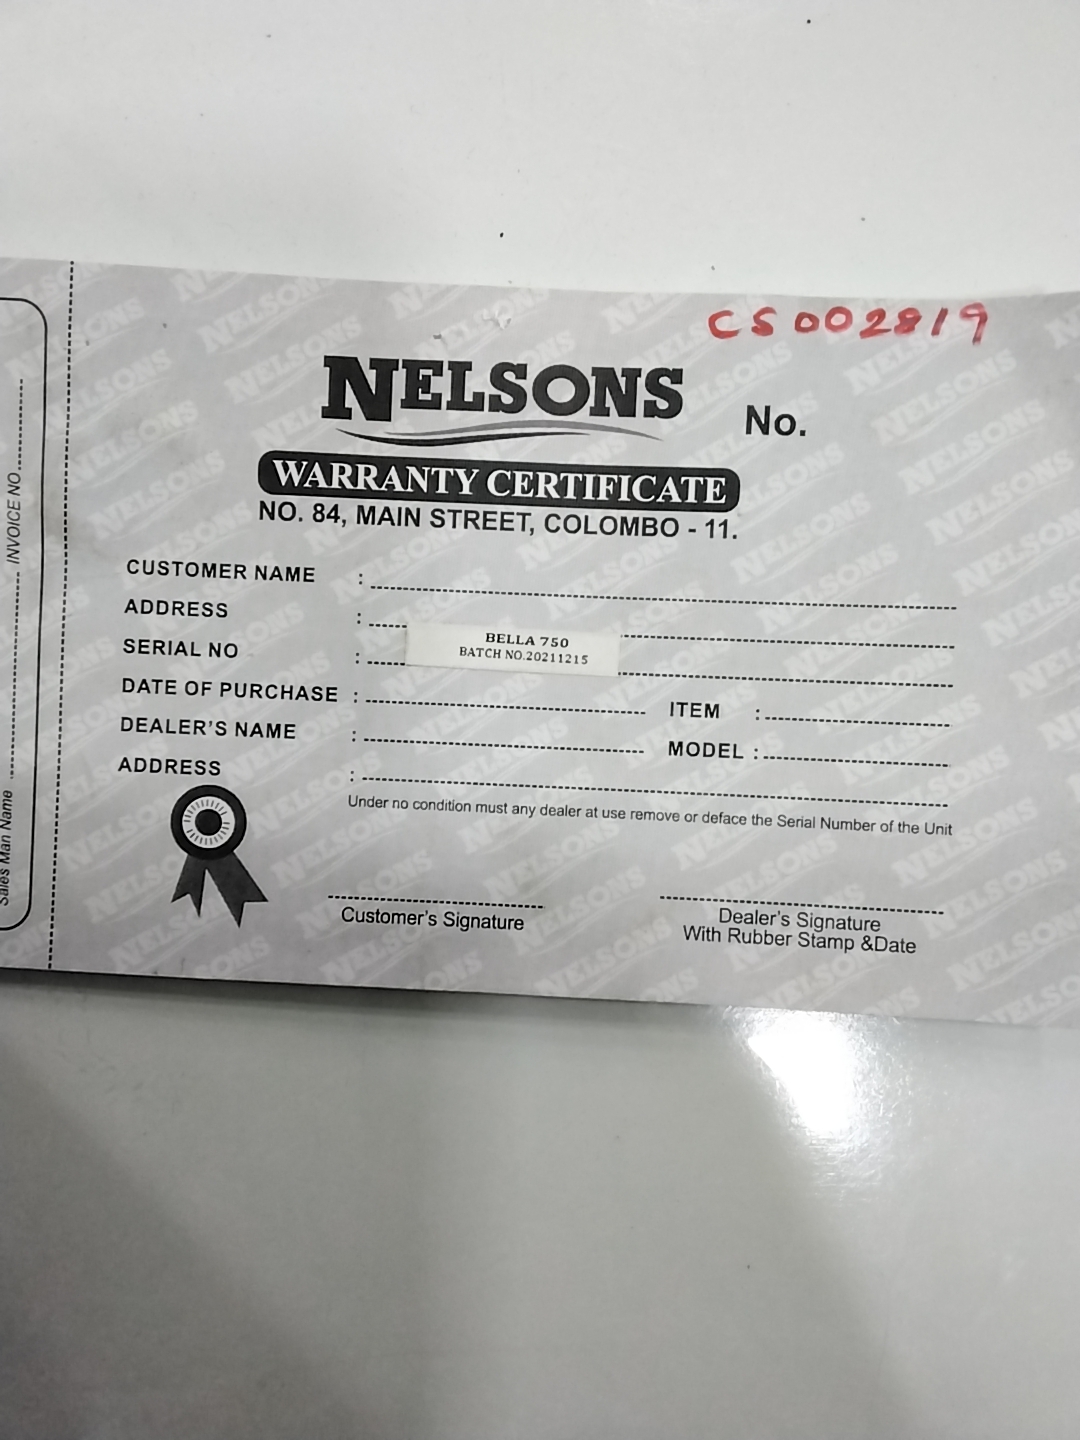 CS002819
NELSONS
No.
WARRANTY CERTIFICATE
NO. 84, MAIN STREET, COLOMBO - 11.
CUSTOMER NAME :
ADDRESS :
SERIAL NO :
BELLA 750
BATCH NO.20211215
DATE OF PURCHASE : ITEM :
DEALER'S NAME : MODEL :
ADDRESS :
Under no condition must any dealer at use remove or deface the Serial Number of the Unit
Customer's Signature
Dealer's Signature
With Rubber Stamp &Date
Sales Man Name INVOICE NO